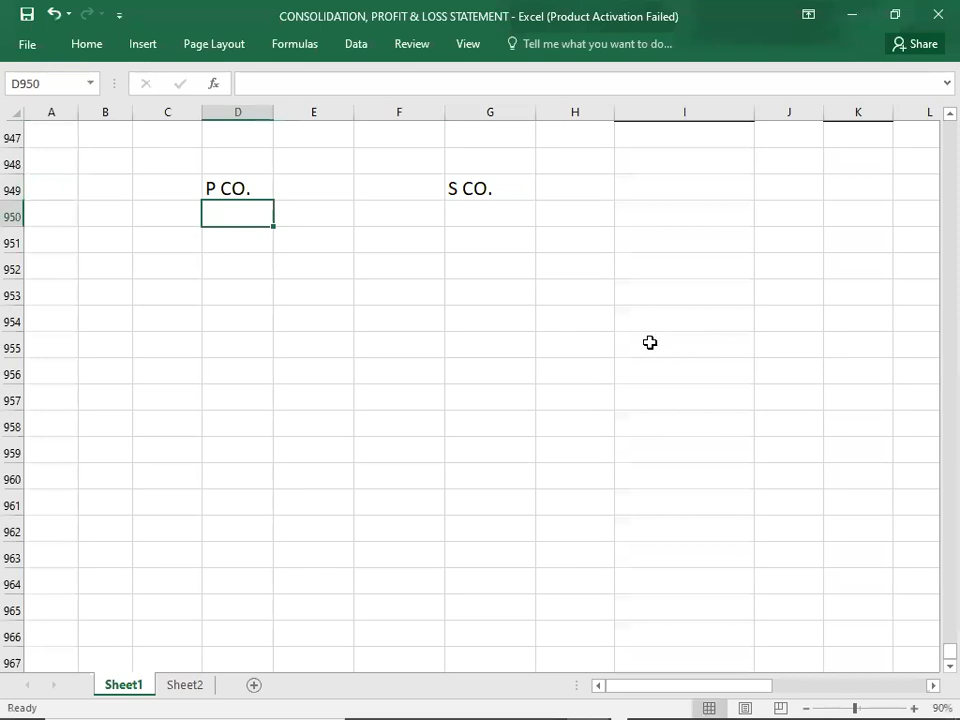 CONSOLIDATION, PROFIT & LOSS STATEMENT - Excel (Product Activation Failed)
File Home Insert Page Layout Formulas Data Review View Tell me what you want to do... Share
D950 fx
A B C D E F G H I J K L
947
948
949 P CO. S CO.
950
951
952
953
954
955
956
957
958
959
960
961
962
963
964
965
966
967
Sheet1 Sheet2
Ready 90%